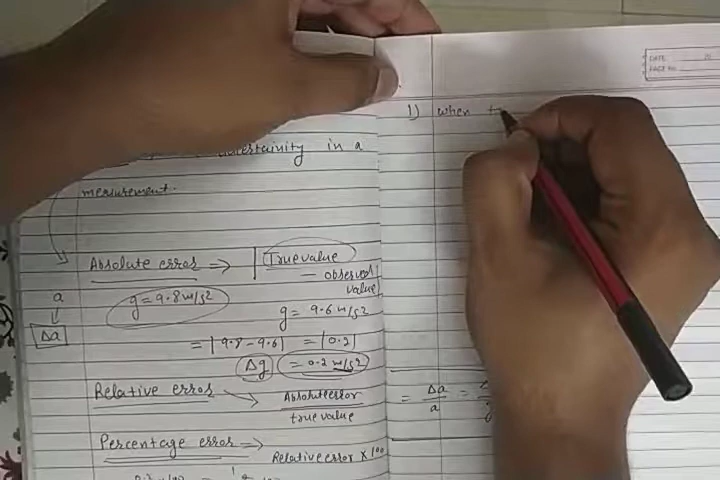 uncertainity in a
measurement.
Absolute error => |True value
— observed|
value|
a
g = 9.8 m/s2
Δa
g = 9.6 m/s2
= |9.8 - 9.6| = |0.2|
Δg = 0.2 m/s2
Relative error → Absolute error
true value
Percentage error →
Relative error x 100
DATE
PAGE No.
1) when
= Δa/a =